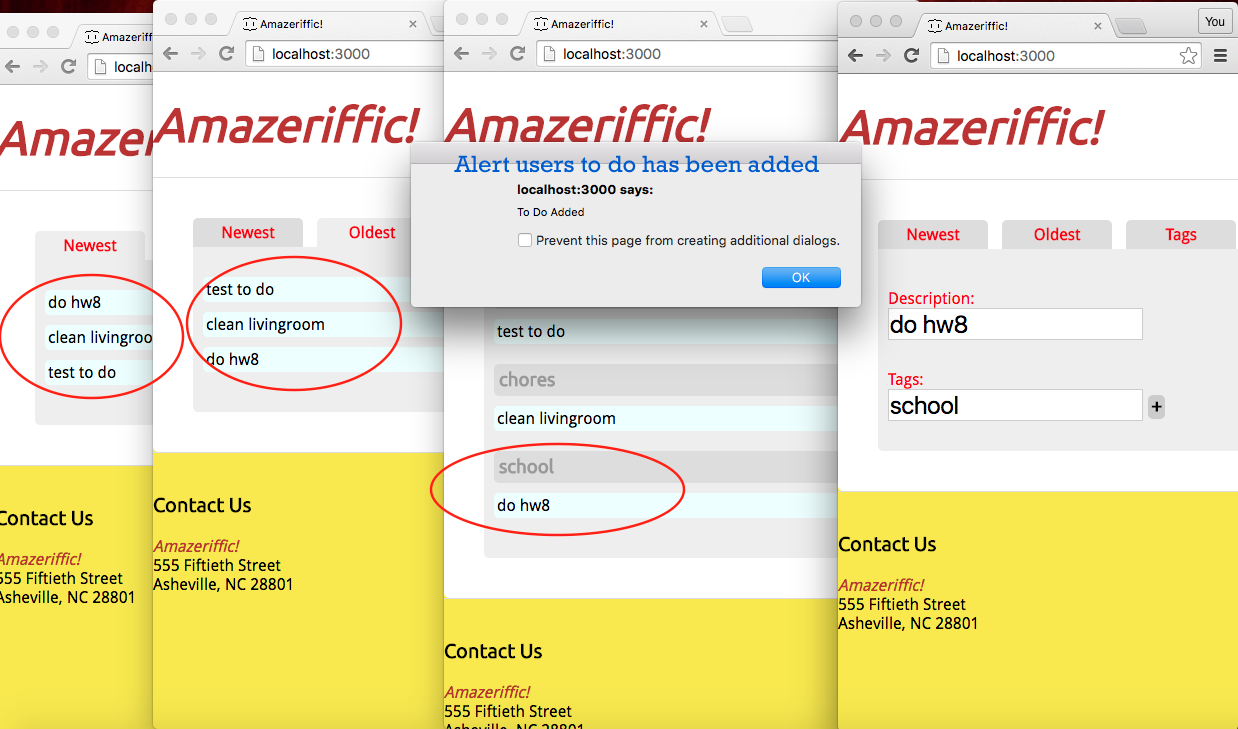 Amazeriff
localh
Amazer
Newest
do hw8
clean livingroo
test to do
Contact Us
Amazeriffic!
555 Fiftieth Street
Asheville, NC 28801
Amazeriffic!
localhost:3000
Amazeriffic!
Newest
Oldest
test to do
clean livingroom
do hw8
Contact Us
Amazeriffic!
555 Fiftieth Street
Asheville, NC 28801
Amazeriffic!
localhost:3000
Amazeriffic!
Alert users to do has been added
localhost:3000 says:
To Do Added
Prevent this page from creating additional dialogs.
OK
test to do
chores
clean livingroom
school
do hw8
Contact Us
Amazeriffic!
555 Fiftieth Street
Asheville, NC 28801
Amazeriffic!
You
localhost:3000
Amazeriffic!
Newest
Oldest
Tags
Description:
do hw8
Tags:
school
+
Contact Us
Amazeriffic!
555 Fiftieth Street
Asheville, NC 28801